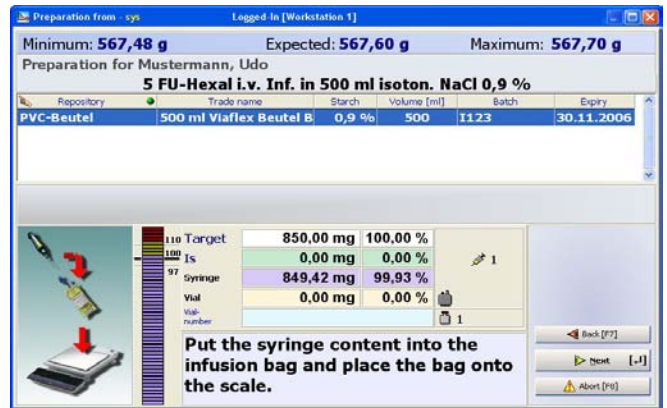 Preparation from - sys Logged-In [Workstation 1]
Minimum: 567,48 g Expected: 567,60 g Maximum: 567,70 g
Preparation for Mustermann, Udo
5 FU-Hexal i.v. Inf. in 500 ml isoton. NaCl 0,9 %
Repository Trade name Starch Volume [ml] Batch Expiry
PVC-Beutel 500 ml Viaflex Beutel B 0,9 % 500 I123 30.11.2006
110 Target 850,00 mg 100,00 %
100 Is 0,00 mg 0,00 % 1
97 Syringe 849,42 mg 99,93 %
Vial 0,00 mg 0,00 %
Vial-number 1
Put the syringe content into the
infusion bag and place the bag onto
the scale.
Back [F7]
Next [↵]
Abort [F8]